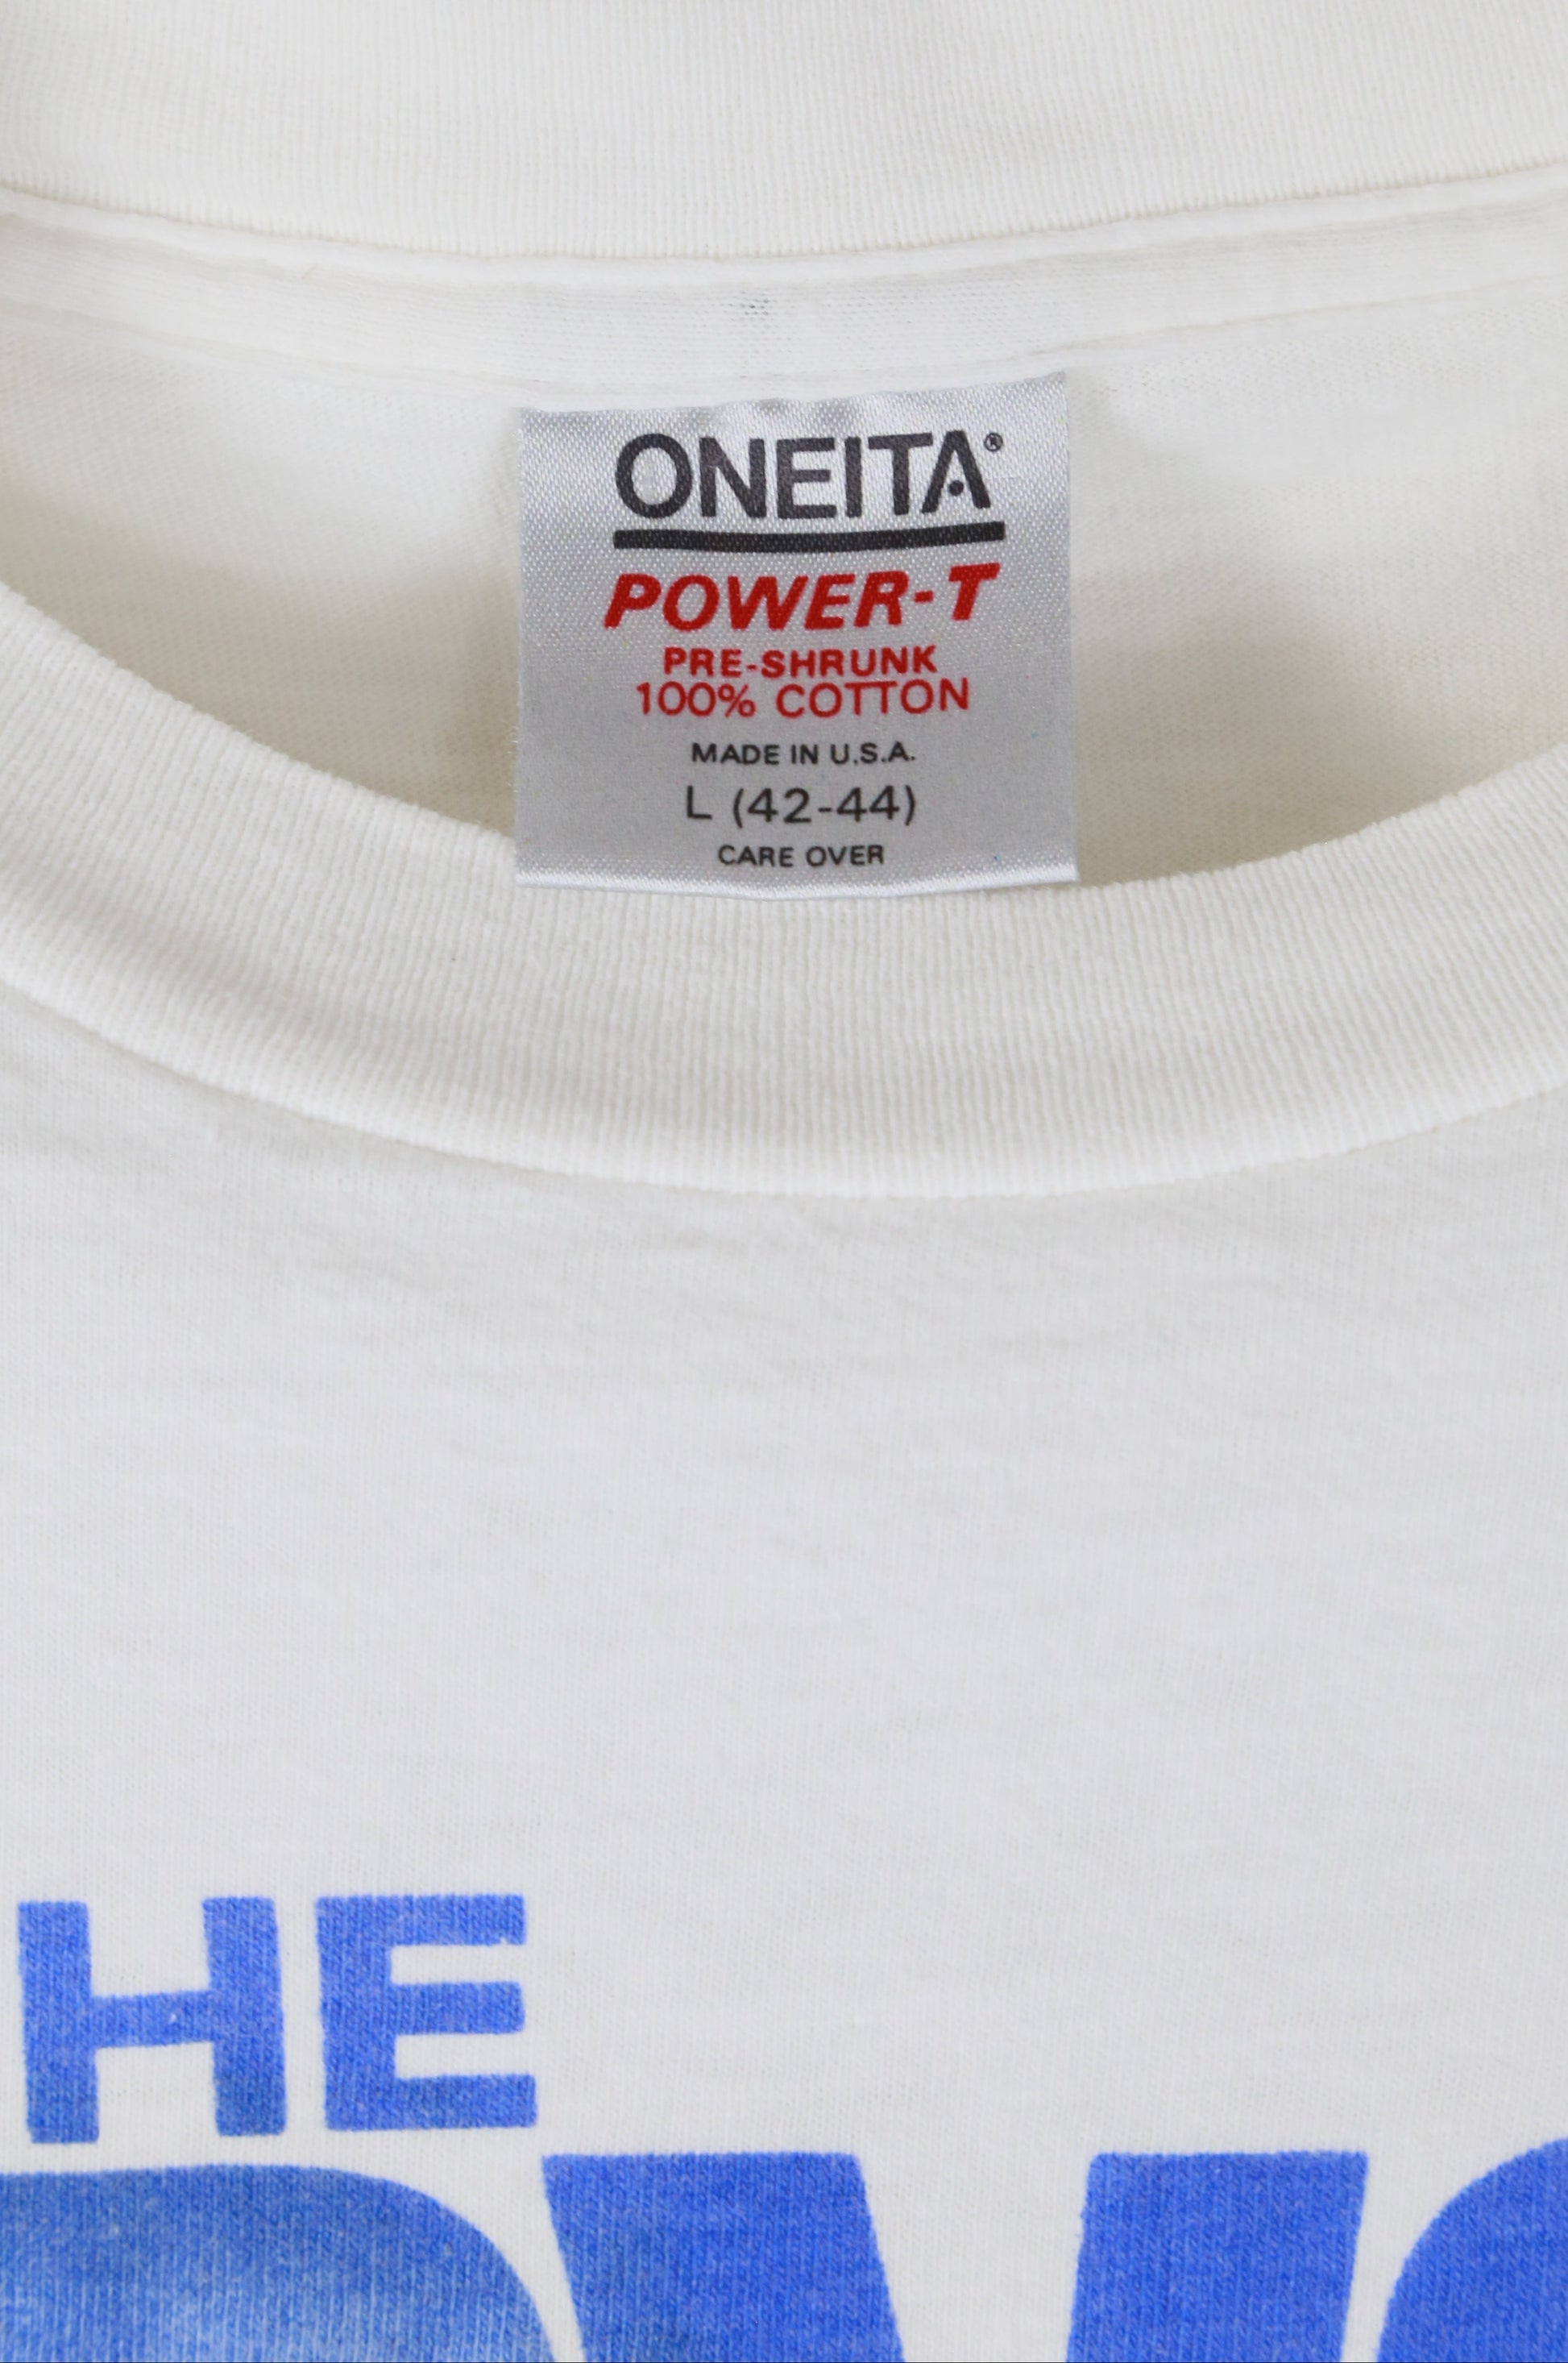 ONEITA®
POWER-T
PRE-SHRUNK
100% COTTON
MADE IN U.S.A.
L (42-44)
CARE OVER
HE